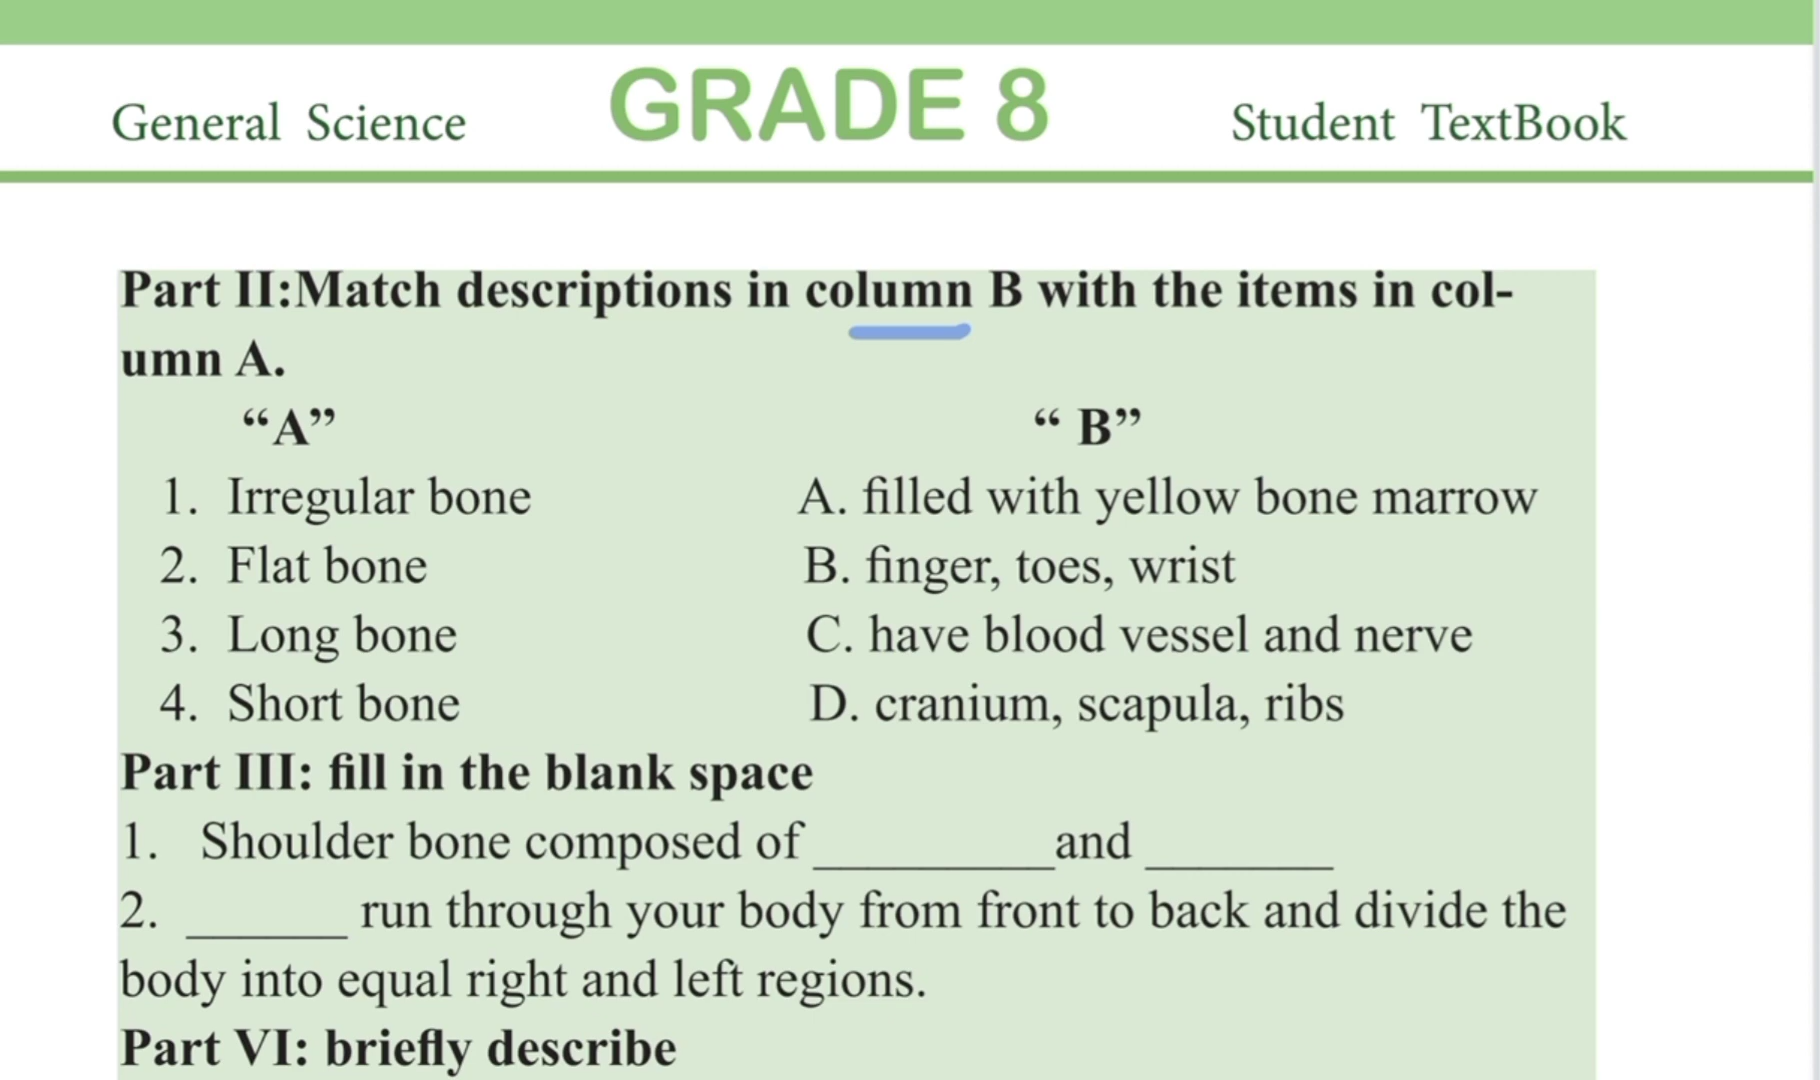 General Science GRADE 8 Student TextBook
Part II:Match descriptions in column B with the items in col-
umn A.
“A” “ B”
1. Irregular bone A. filled with yellow bone marrow
2. Flat bone B. finger, toes, wrist
3. Long bone C. have blood vessel and nerve
4. Short bone D. cranium, scapula, ribs
Part III: fill in the blank space
1. Shoulder bone composed of _________and _______
2. ______ run through your body from front to back and divide the
body into equal right and left regions.
Part VI: briefly describe